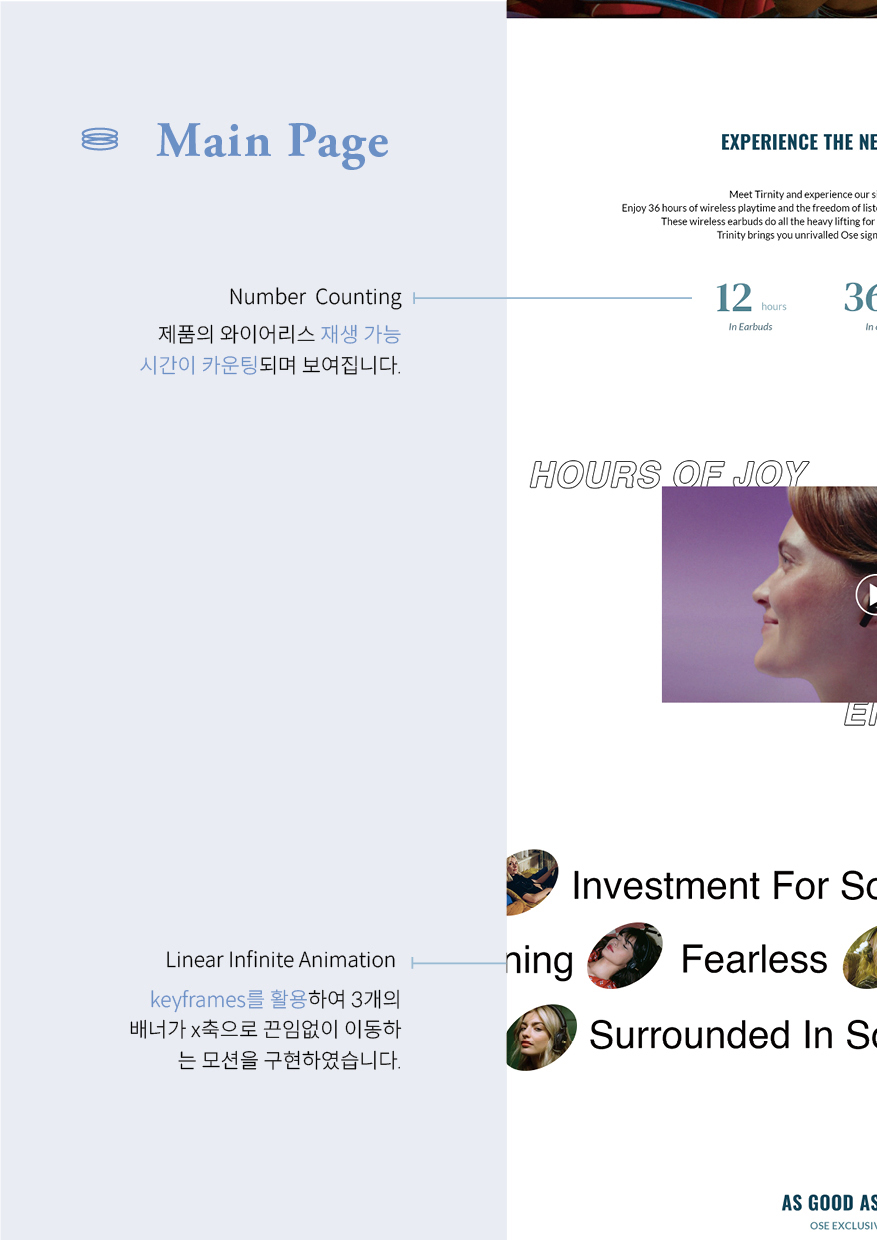 Main Page
Number Counting
제품의 와이어리스 재생 가능
시간이 카운팅되며 보여집니다.
Linear Infinite Animation
keyframes를 활용하여 3개의
배너가 x축으로 끈임없이 이동하
는 모션을 구현하였습니다.
EXPERIENCE THE NE
Meet Tirnity and experience our s
Enjoy 36 hours of wireless playtime and the freedom of liste
These wireless earbuds do all the heavy lifting for
Trinity brings you unrivalled Ose sign
12 hours 36
In Earbuds In
HOURS OF JOY
Investment For So
ning Fearless
Surrounded In So
AS GOOD AS
OSE EXCLUSIV